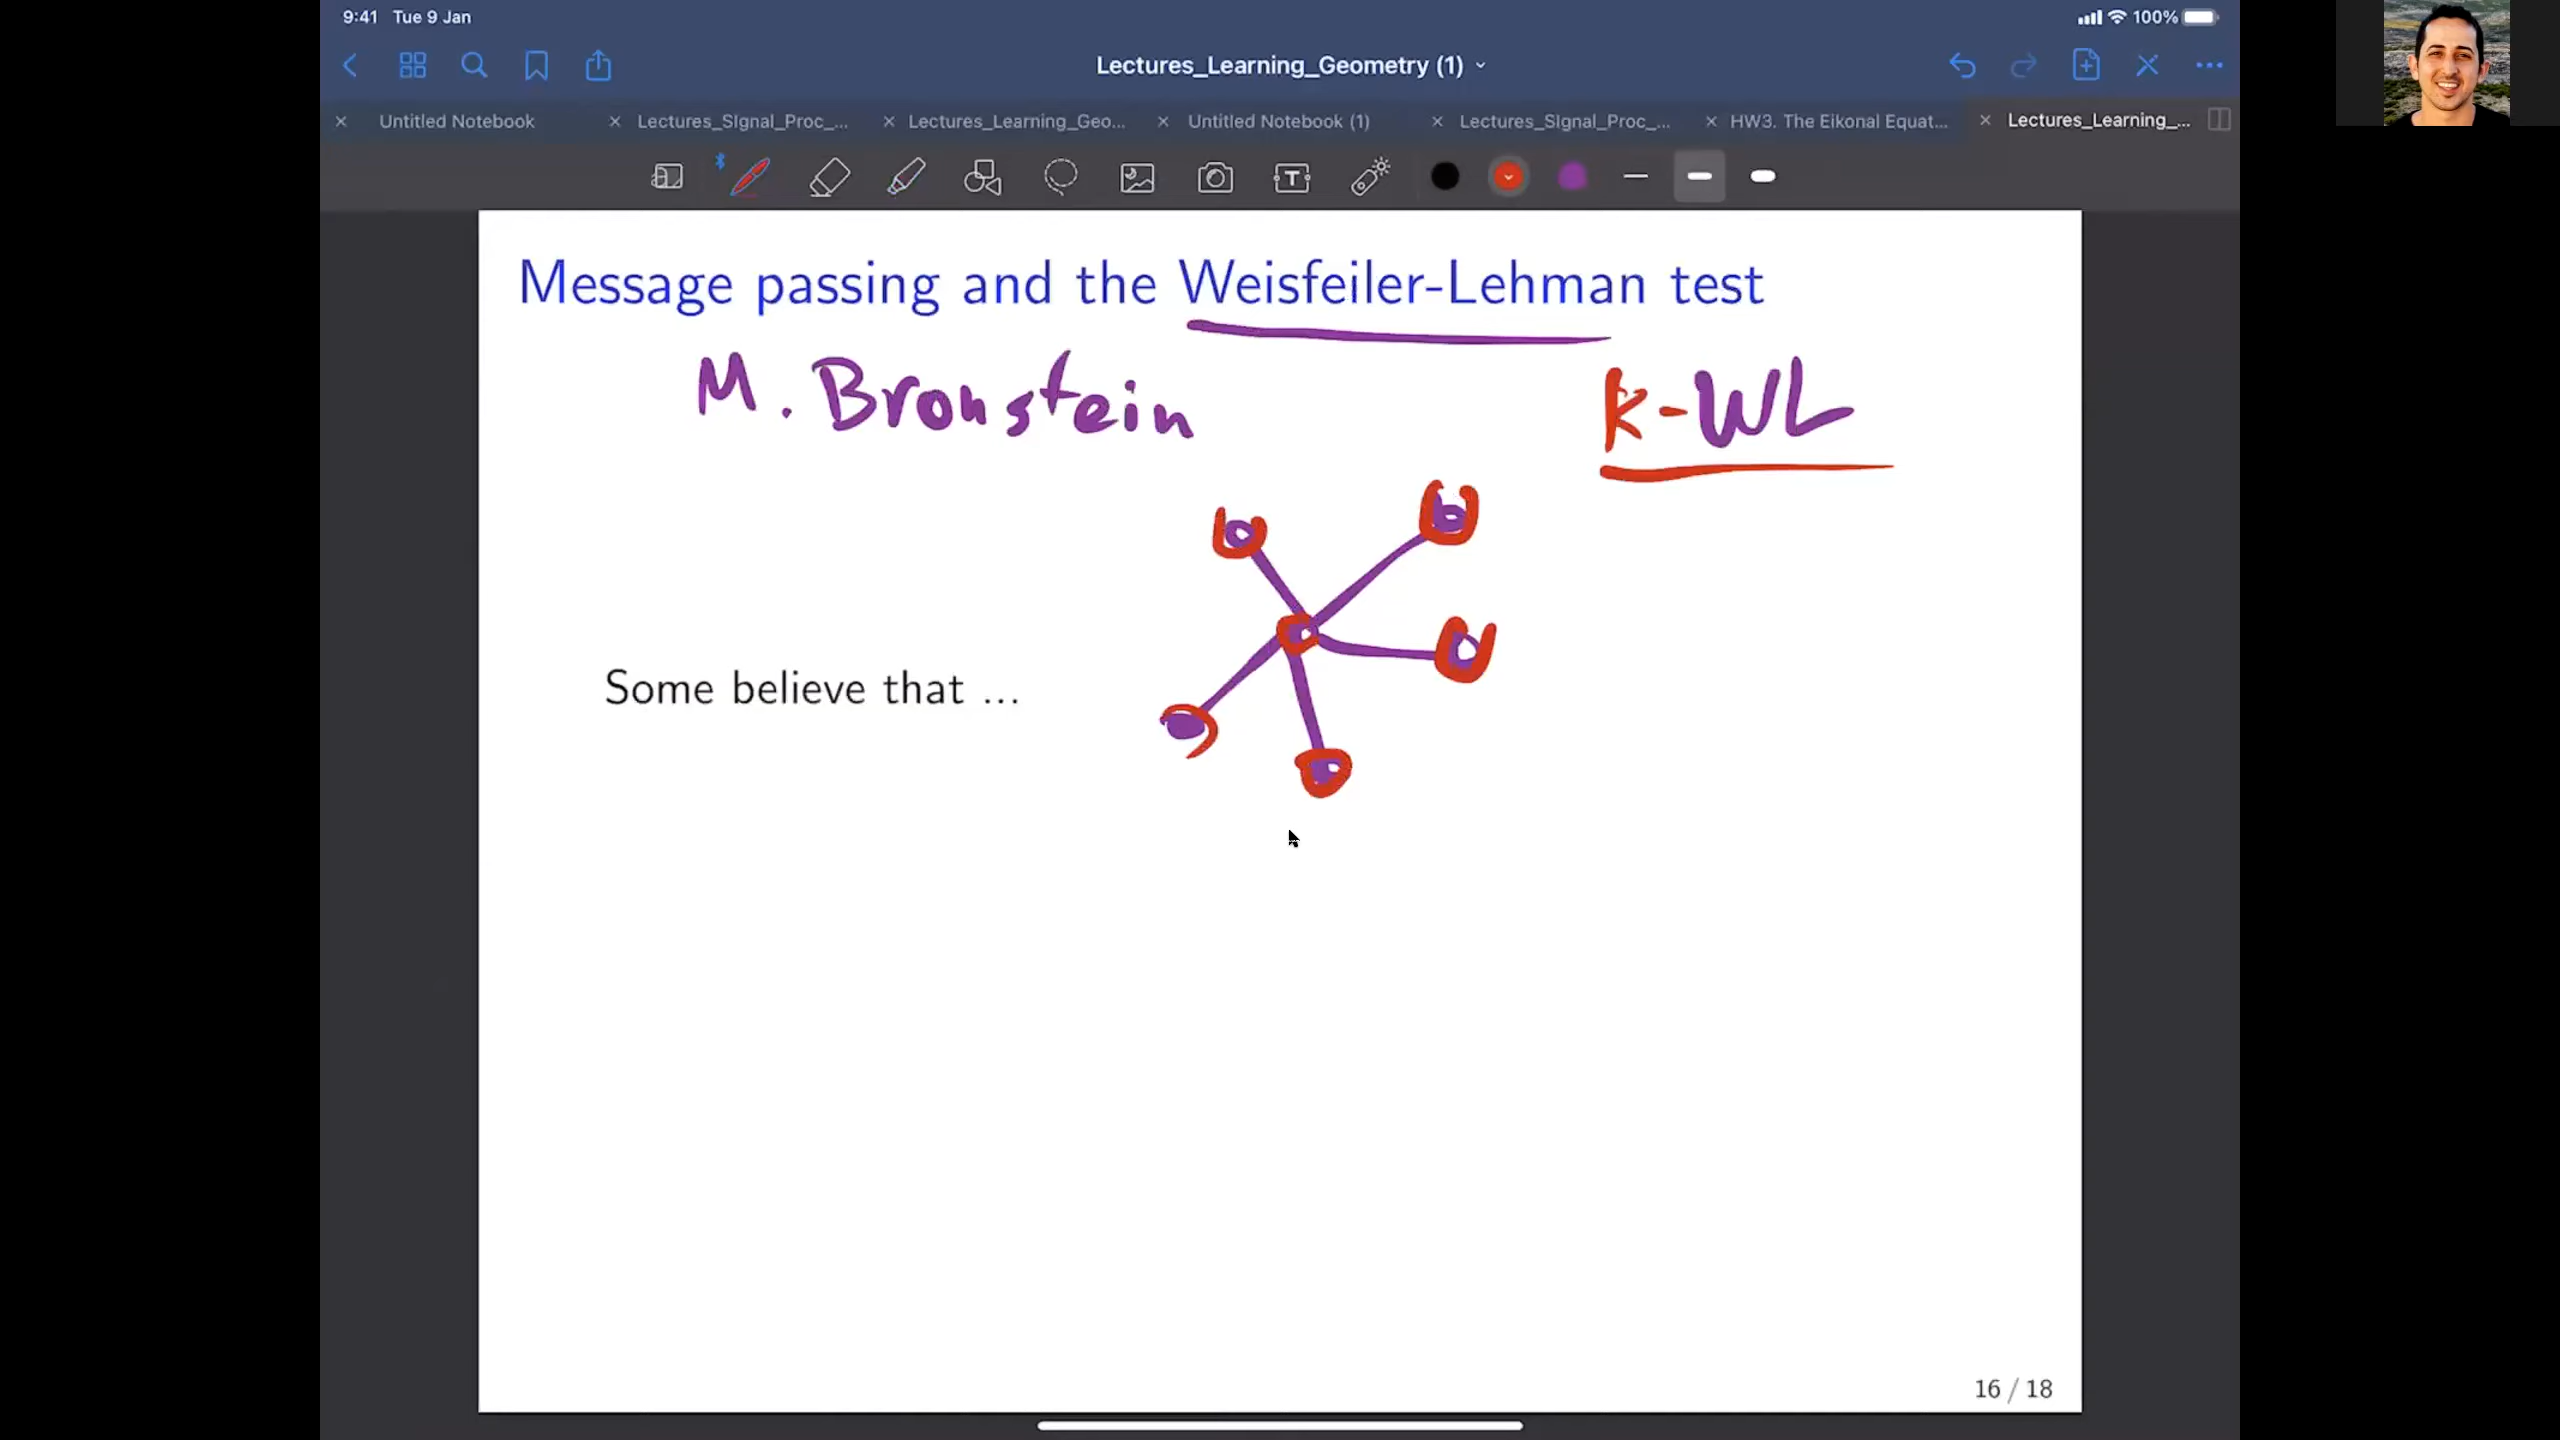 9:41 Tue 9 Jan 100%
Lectures_Learning_Geometry (1)
Untitled Notebook Lectures_SIgnal_Proc_... Lectures_Learning_Geo... Untitled Notebook (1) Lectures_SIgnal_Proc_... HW3. The Eikonal Equat... Lectures_Learning_...
Message passing and the Weisfeiler-Lehman test
M. Bronstein k-WL
Some believe that ...
16 / 18